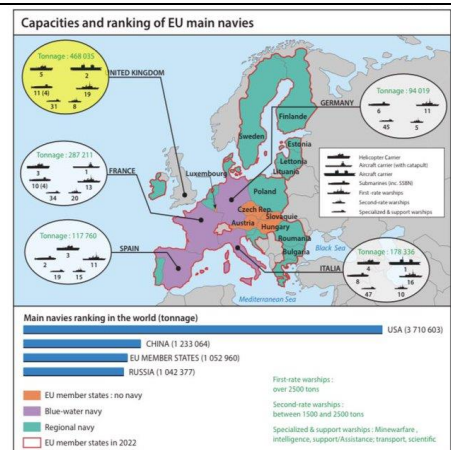 Capacities and ranking of EU main navies
Tonnage : 468 035
5 2
11 (4) 19
31 8
UNITED KINGDOM
Tonnage : 94 019
6 11
45 5
GERMANY
Finlande
Sweden
Estonia
Lettonia
Lituania
Tonnage : 287 211
3 1
10 (4) 13
34 20
FRANCE
Luxembourg
Poland
Czech Rep.
Slovaquie
Austria
Hungary
Roumania
Bulgaria
Helicopter Carrier
Aircraft carrier (with catapult)
Aircraft carrier
Submarines (inc. SSBN)
First-rate warships
Second-rate warships
Specialized & support warships
Tonnage : 117 760
3
2 11
19 15
SPAIN
Black Sea
Tonnage : 178 336
4 1
8 16
47 10
ITALIA
Mediterranean Sea
Main navies ranking in the world (tonnage)
USA (3 710 603)
CHINA (1 233 064)
EU MEMBER STATES (1 052 960)
RUSSIA (1 042 377)
EU member states : no navy
Blue-water navy
Regional navy
EU member states in 2022
First-rate warships :
over 2500 tons
Second-rate warships :
between 1500 and 2500 tons
Specialized & support warships : Minewarfare ,
intelligence, support/Assistance; transport, scientific